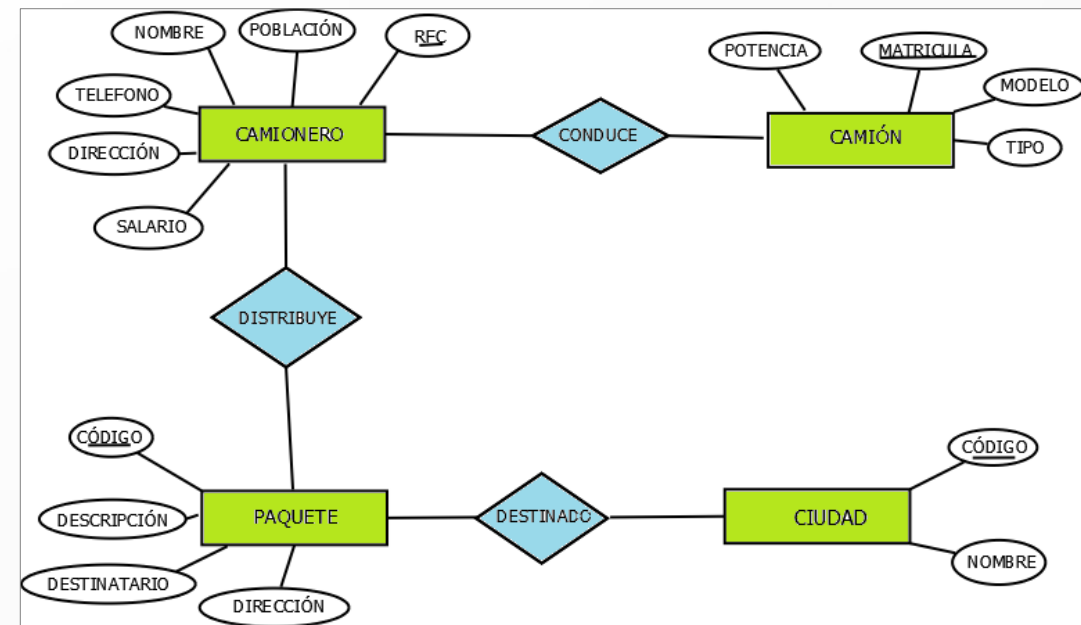 NOMBRE
POBLACIÓN
RFC
POTENCIA
MATRICULA
MODELO
TELEFONO
CAMIONERO
CONDUCE
CAMIÓN
DIRECCIÓN
TIPO
SALARIO
DISTRIBUYE
CÓDIGO
CÓDIGO
DESCRIPCIÓN
PAQUETE
DESTINADO
CIUDAD
NOMBRE
DESTINATARIO
DIRECCIÓN